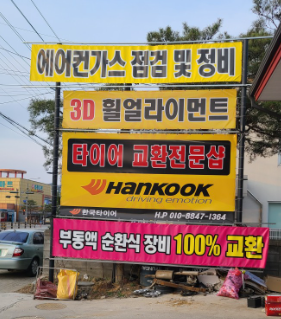 에어컨가스 점검 및 정비
3D 휠얼라이먼트
타이어 교환전문샵
HANKOOK
driving emotion
한국타이어 H.P 010-8847-1364
부동액 순환식 장비 100% 교환